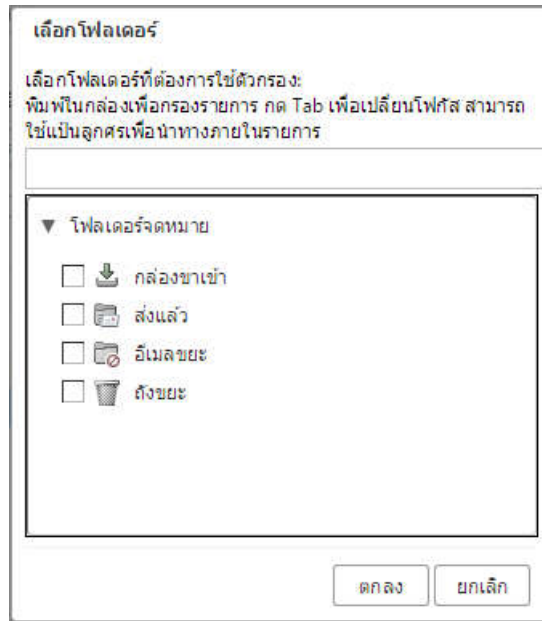 เลือกโฟลเดอร์
เลือกโฟลเดอร์ที่ต้องการใช้ตัวกรอง:
พิมพ์ในกล่องเพื่อกรองรายการ กด Tab เพื่อเปลี่ยนโฟกัส สามารถ
ใช้แป้นลูกศรเพื่อนำทางภายในรายการ
โฟลเดอร์จดหมาย
กล่องขาเข้า
ส่งแล้ว
อีเมลขยะ
ถังขยะ
ตกลง ยกเลิก